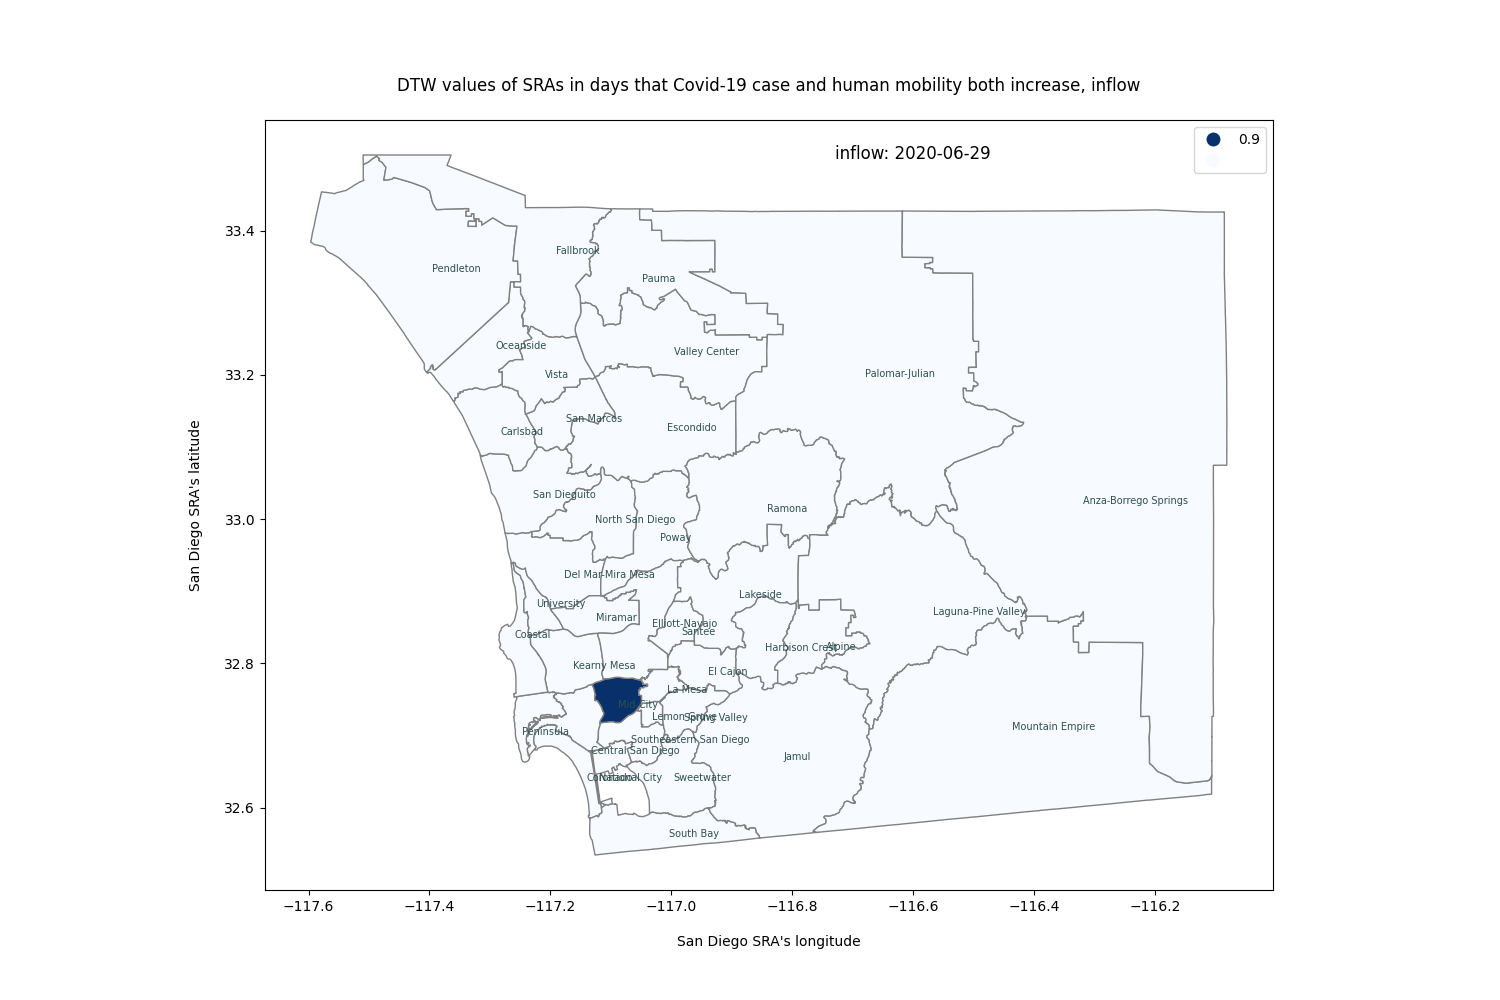 DTW values of SRAs in days that Covid-19 case and human mobility both increase, inflow
inflow: 2020-06-29
0.9
33.4
33.2
33.0
32.8
32.6
San Diego SRA's latitude
Fallbrook
Pendleton
Pauma
Oceanside
Valley Center
Vista
Palomar-Julian
San Marcos
Carlsbad
Escondido
San Dieguito
Anza-Borrego Springs
Ramona
North San Diego
Poway
Del Mar-Mira Mesa
Lakeside
University
Miramar
Laguna-Pine Valley
Elliott-Navajo
Santee
Coastal
Harbison Crest
Alpine
Kearny Mesa
El Cajon
La Mesa
Mid City
Lemon Grove
Spring Valley
Mountain Empire
Peninsula
Southeastern San Diego
Central San Diego
Jamul
Coronado
National City
Sweetwater
South Bay
−117.6
−117.4
−117.2
−117.0
−116.8
−116.6
−116.4
−116.2
San Diego SRA's longitude